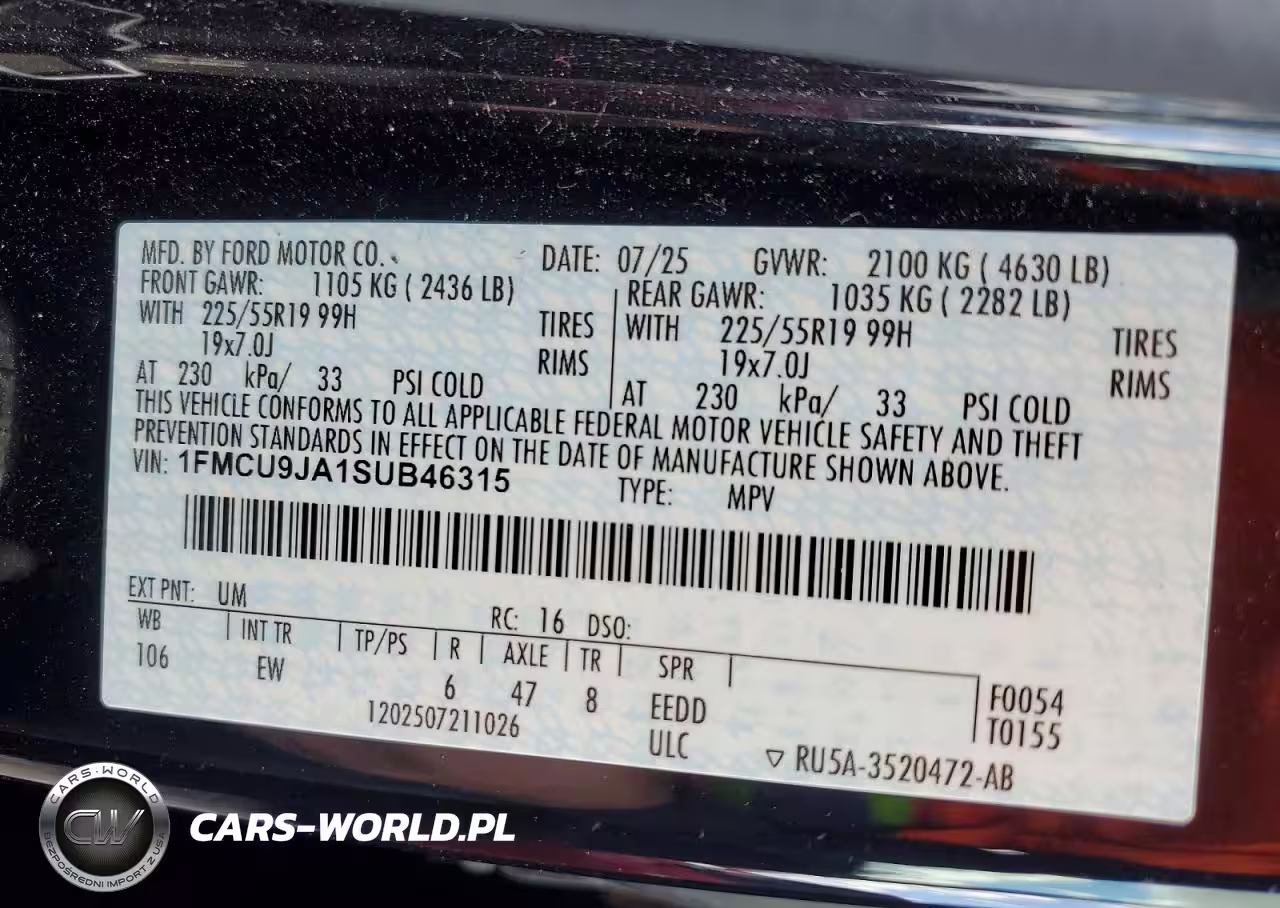 MFD. BY FORD MOTOR CO. DATE: 07/25 GVWR: 2100 KG ( 4630 LB)
FRONT GAWR: 1105 KG ( 2436 LB) REAR GAWR: 1035 KG ( 2282 LB)
WITH 225/55R19 99H TIRES WITH 225/55R19 99H TIRES
19x7.0J RIMS 19x7.0J RIMS
AT 230 kPa/ 33 PSI COLD AT 230 kPa/ 33 PSI COLD
THIS VEHICLE CONFORMS TO ALL APPLICABLE FEDERAL MOTOR VEHICLE SAFETY AND THEFT
PREVENTION STANDARDS IN EFFECT ON THE DATE OF MANUFACTURE SHOWN ABOVE.
VIN: 1FMCU9JA1SUB46315 TYPE: MPV
EXT PNT: UM RC: 16 DSO:
WB INT TR TP/PS R AXLE TR SPR
106 EW 6 47 8 EEDD F0054
ULC T0155
1202507211026 ▽ RU5A-3520472-AB
CARS-WORLD
CW
BEZPOŚREDNI IMPORT Z USA
CARS-WORLD.PL